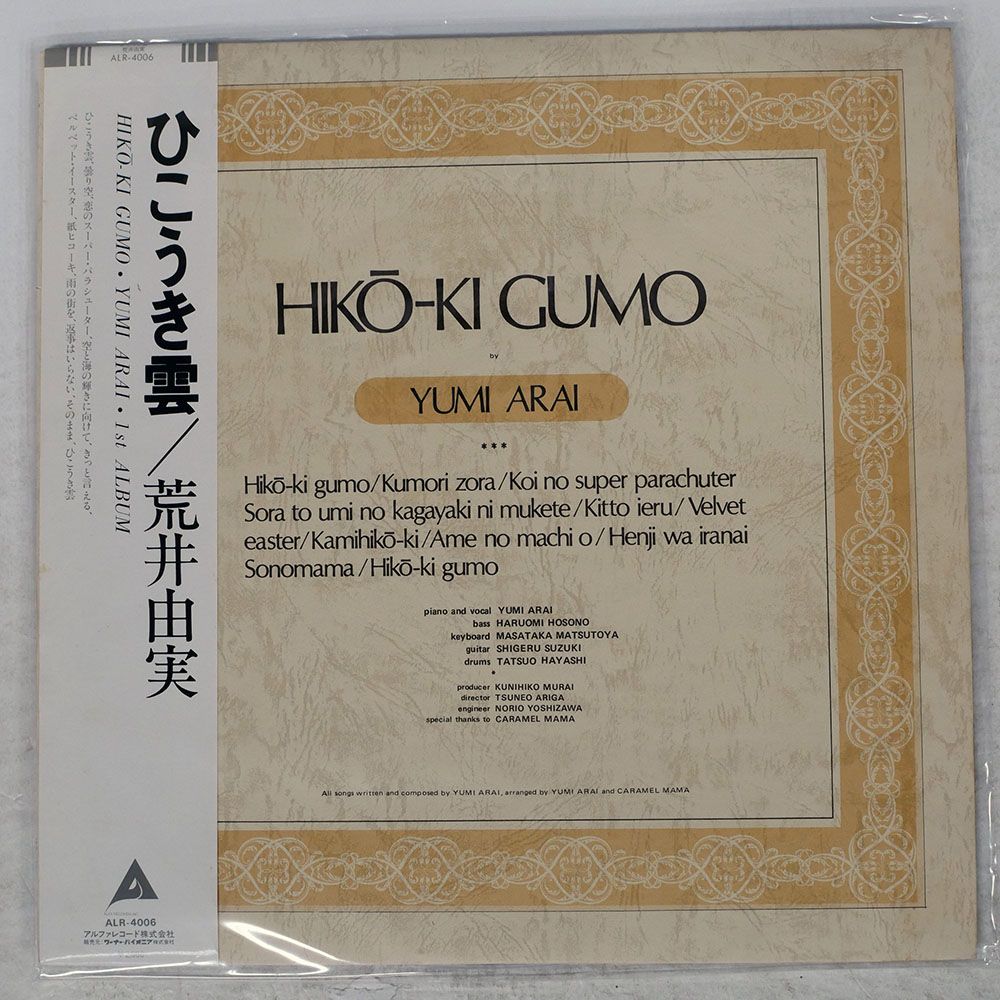 荒井由実
ALR-4006
ひこうき雲／荒井由実
HIKŌ-KI GUMO・YUMI ARAI・1st ALBUM
ひこうき雲、曇り空、恋のスーパー・パラシューター、空と海の輝きに向けて、きっと言える、
ベルベット・イースター、紙ヒコーキ、雨の街を、返事はいらない、そのまま、ひこうき雲
ALR-4006
アルファレコード株式会社
販売元:ワーナー・パイオニア株式会社
HIKŌ-KI GUMO
by
YUMI ARAI
***
Hikō-ki gumo/Kumori zora/Koi no super parachuter
Sora to umi no kagayaki ni mukete/Kitto ieru/Velvet
easter/Kamihikō-ki/Ame no machi o/Henji wa iranai
Sonomama/Hikō-ki gumo
piano and vocal YUMI ARAI
bass HARUOMI HOSONO
keyboard MASATAKA MATSUTOYA
guitar SHIGERU SUZUKI
drums TATSUO HAYASHI
*
producer KUNIHIKO MURAI
director TSUNEO ARIGA
engineer NORIO YOSHIZAWA
special thanks to CARAMEL MAMA
All songs written and composed by YUMI ARAI, arranged by YUMI ARAI and CARAMEL MAMA